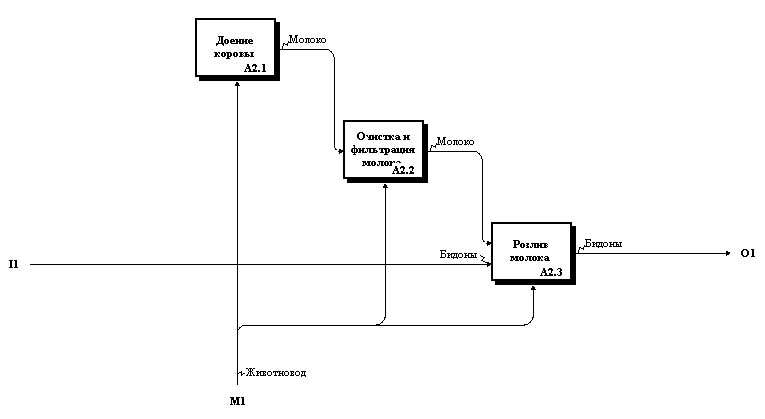 Доение
коровы
A2.1
Молоко
Очистка и
фильтрация
молока
A2.2
Молоко
Розлив
молока
A2.3
Бидоны
Бидоны
I1
O1
Животновод
M1